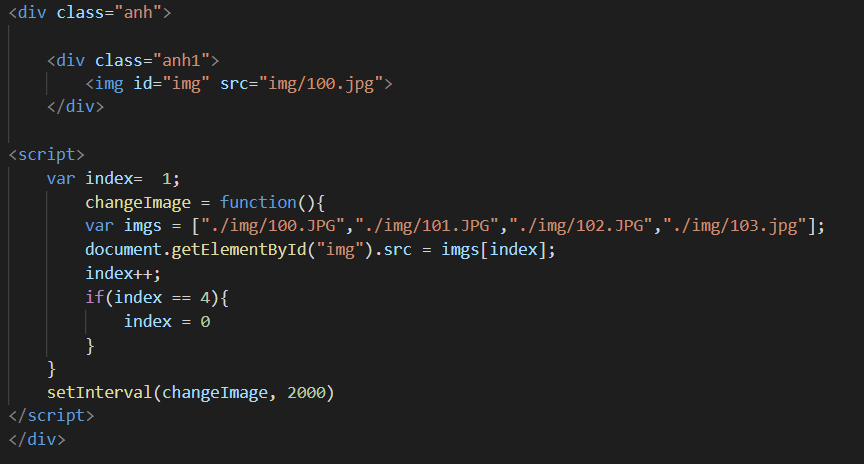 <div class="anh">
<div class="anh1">
<img id="img" src="img/100.jpg">
</div>
<script>
var index=  1;
changeImage = function(){
var imgs = ["./img/100.JPG","./img/101.JPG","./img/102.JPG","./img/103.jpg"];
document.getElementById("img").src = imgs[index];
index++;
if(index == 4){
index = 0
}
}
setInterval(changeImage, 2000)
</script>
</div>